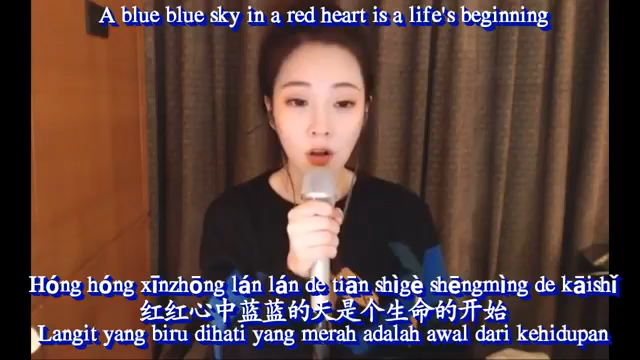 A blue blue sky in a red heart is a life's beginning
Hóng hóng xīnzhōng lán lán de tiān shìgè shēngmìng de kāishǐ
红红心中蓝蓝的天是个生命的开始
Langit yang biru dihati yang merah adalah awal dari kehidupan